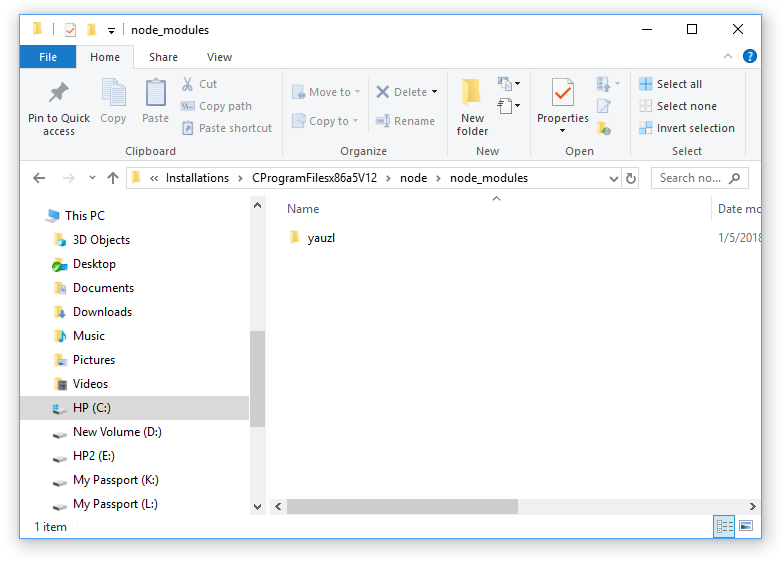 node_modules
File Home Share View
Pin to Quick access
Copy
Paste
Cut
Copy path
Paste shortcut
Clipboard
Move to
Copy to
Delete
Rename
Organize
New folder
New
Properties
Open
Select all
Select none
Invert selection
Select
« Installations > CProgramFilesx86a5V12 > node > node_modules
Search no...
This PC
3D Objects
Desktop
Documents
Downloads
Music
Pictures
Videos
HP (C:)
New Volume (D:)
HP2 (E:)
My Passport (K:)
My Passport (L:)
Name Date mo
yauzl 1/5/2018
1 item